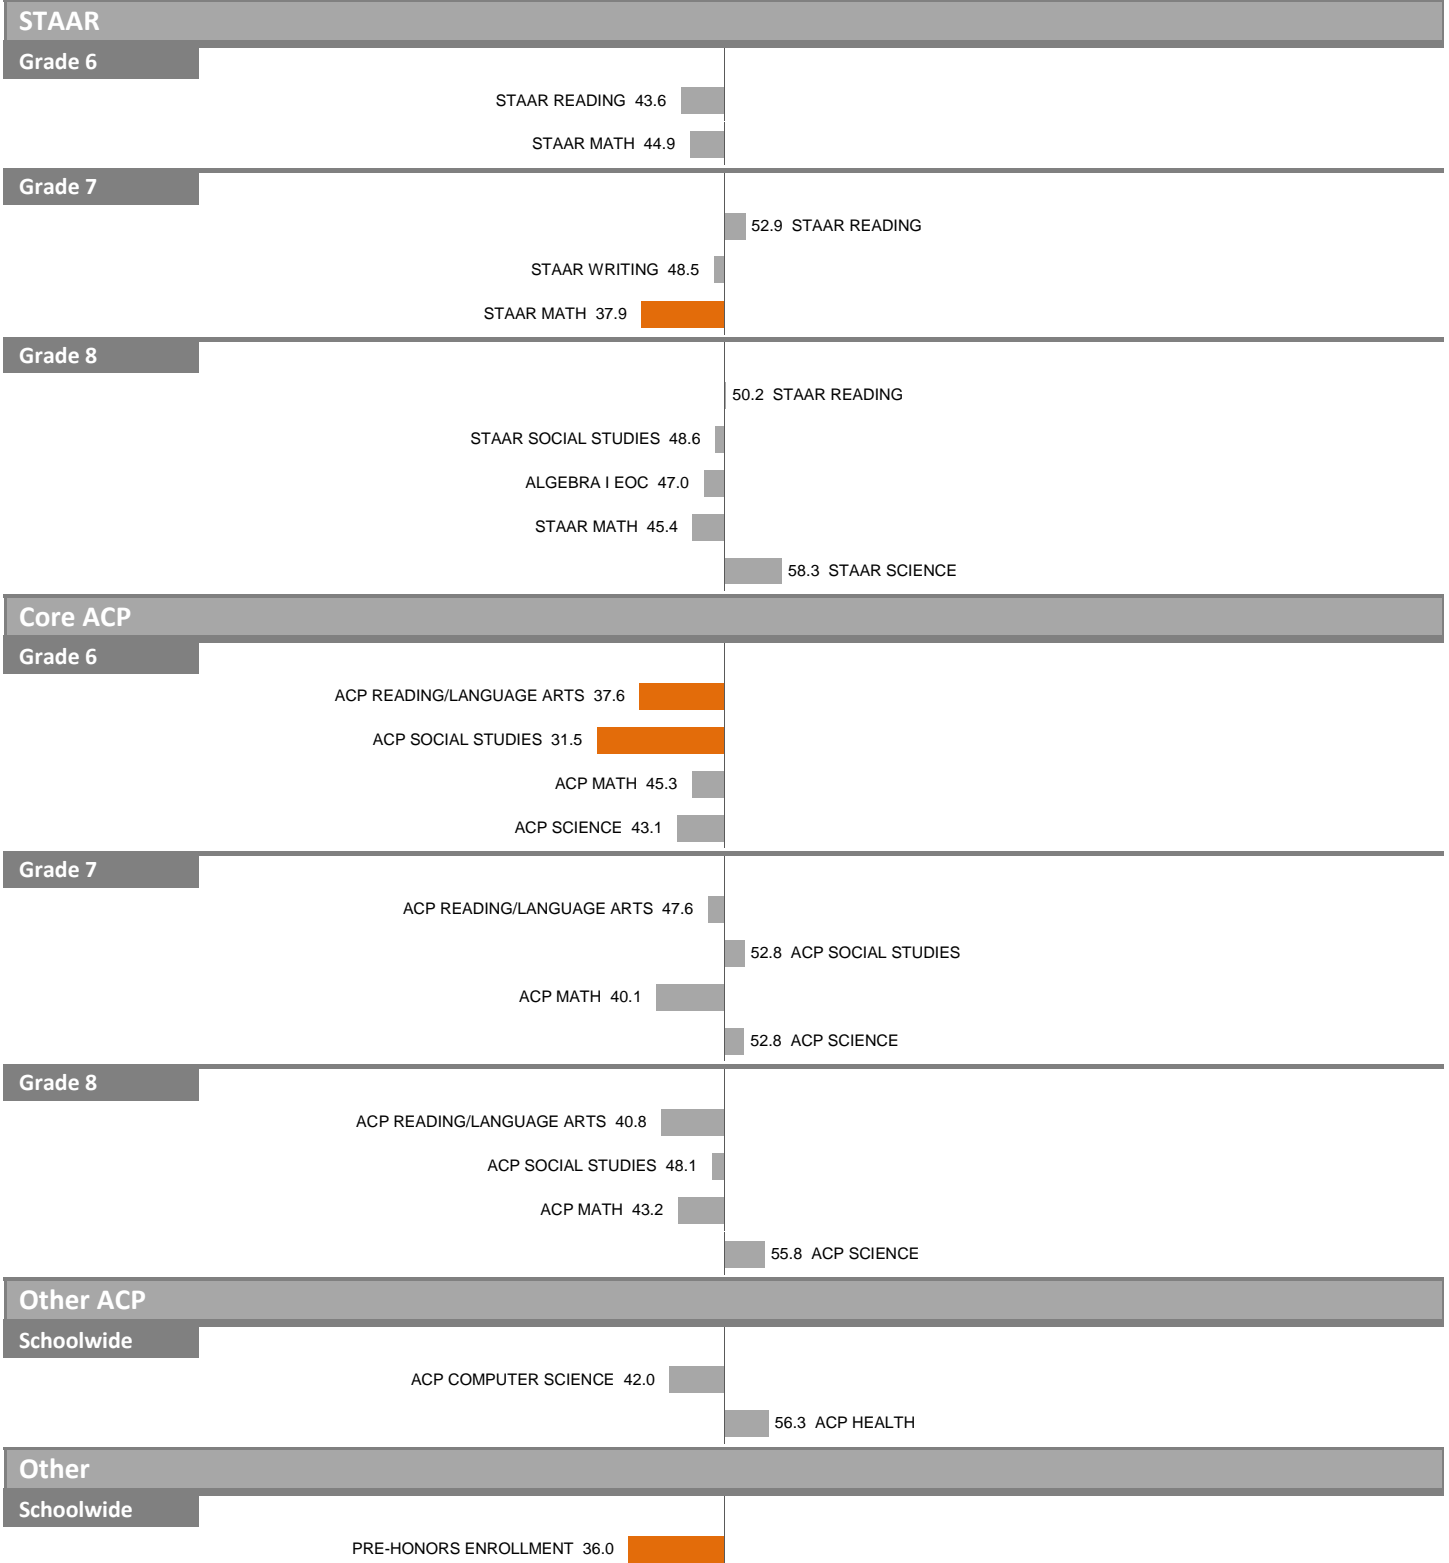 STAAR
Grade 6
STAAR READING 43.6
STAAR MATH 44.9
Grade 7
52.9 STAAR READING
STAAR WRITING 48.5
STAAR MATH 37.9
Grade 8
50.2 STAAR READING
STAAR SOCIAL STUDIES 48.6
ALGEBRA I EOC 47.0
STAAR MATH 45.4
58.3 STAAR SCIENCE
Core ACP
Grade 6
ACP READING/LANGUAGE ARTS 37.6
ACP SOCIAL STUDIES 31.5
ACP MATH 45.3
ACP SCIENCE 43.1
Grade 7
ACP READING/LANGUAGE ARTS 47.6
52.8 ACP SOCIAL STUDIES
ACP MATH 40.1
52.8 ACP SCIENCE
Grade 8
ACP READING/LANGUAGE ARTS 40.8
ACP SOCIAL STUDIES 48.1
ACP MATH 43.2
55.8 ACP SCIENCE
Other ACP
Schoolwide
ACP COMPUTER SCIENCE 42.0
56.3 ACP HEALTH
Other
Schoolwide
PRE-HONORS ENROLLMENT 36.0